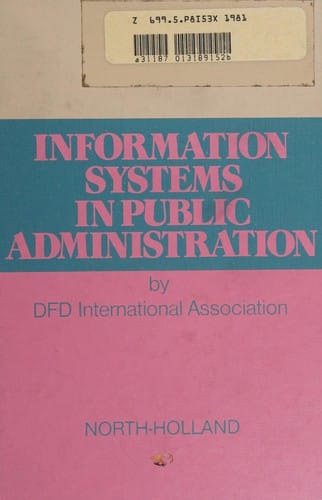 Z 699.5.P8I53X 1981
a31187 013189152b
INFORMATION
SYSTEMS
IN PUBLIC
ADMINISTRATION
by
DFD International Association
NORTH-HOLLAND